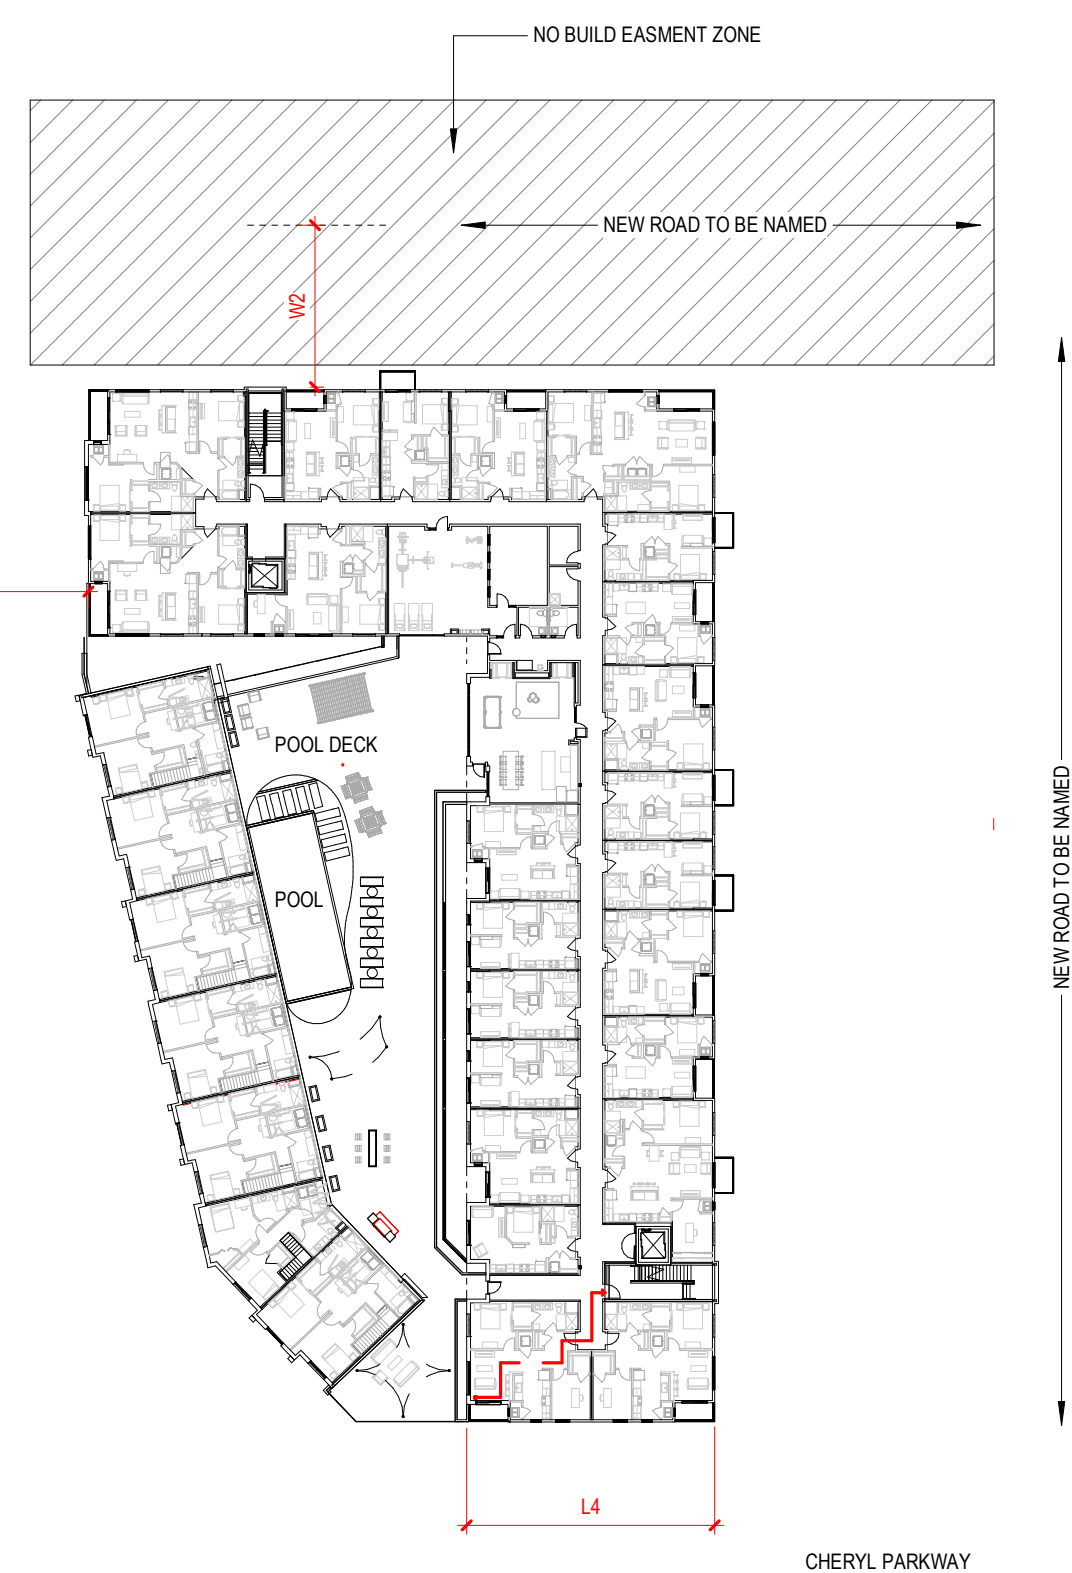 NO BUILD EASMENT ZONE
NEW ROAD TO BE NAMED
W2
POOL DECK
POOL
NEW ROAD TO BE NAMED
L4
CHERYL PARKWAY